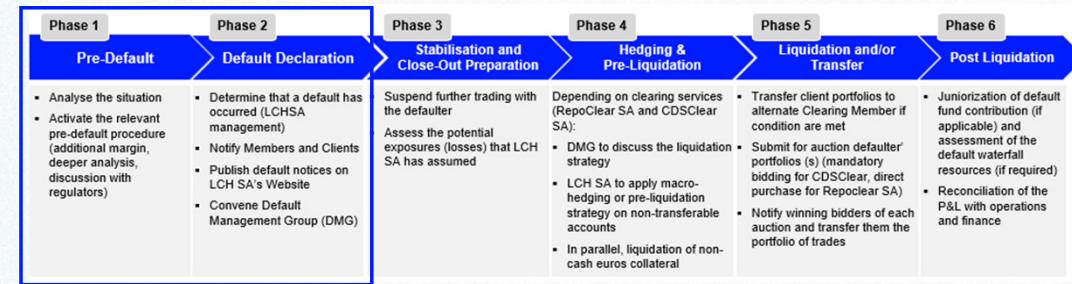 Phase 1
Pre-Default
▪ Analyse the situation
▪ Activate the relevant
pre-default procedure
(additional margin,
deeper analysis,
discussion with
regulators)
Phase 2
Default Declaration
▪ Determine that a default has
occurred (LCHSA
management)
▪ Notify Members and Clients
▪ Publish default notices on
LCH SA's Website
▪ Convene Default
Management Group (DMG)
Phase 3
Stabilisation and
Close-Out Preparation
Suspend further trading with
the defaulter
Assess the potential
exposures (losses) that LCH
SA has assumed
Phase 4
Hedging &
Pre-Liquidation
Depending on clearing services
(RepoClear SA and CDSClear
SA):
▪ DMG to discuss the liquidation
strategy
▪ LCH SA to apply macro-
hedging or pre-liquidation
strategy on non-transferable
accounts
▪ In parallel, liquidation of non-
cash euros collateral
Phase 5
Liquidation and/or
Transfer
▪ Transfer client portfolios to
alternate Clearing Member if
condition are met
▪ Submit for auction defaulter'
portfolios (s) (mandatory
bidding for CDSClear, direct
purchase for Repoclear SA)
▪ Notify winning bidders of each
auction and transfer them the
portfolio of trades
Phase 6
Post Liquidation
▪ Juniorization of default
fund contribution (if
applicable) and
assessment of the
default waterfall
resources (if required)
▪ Reconciliation of the
P&L with operations
and finance